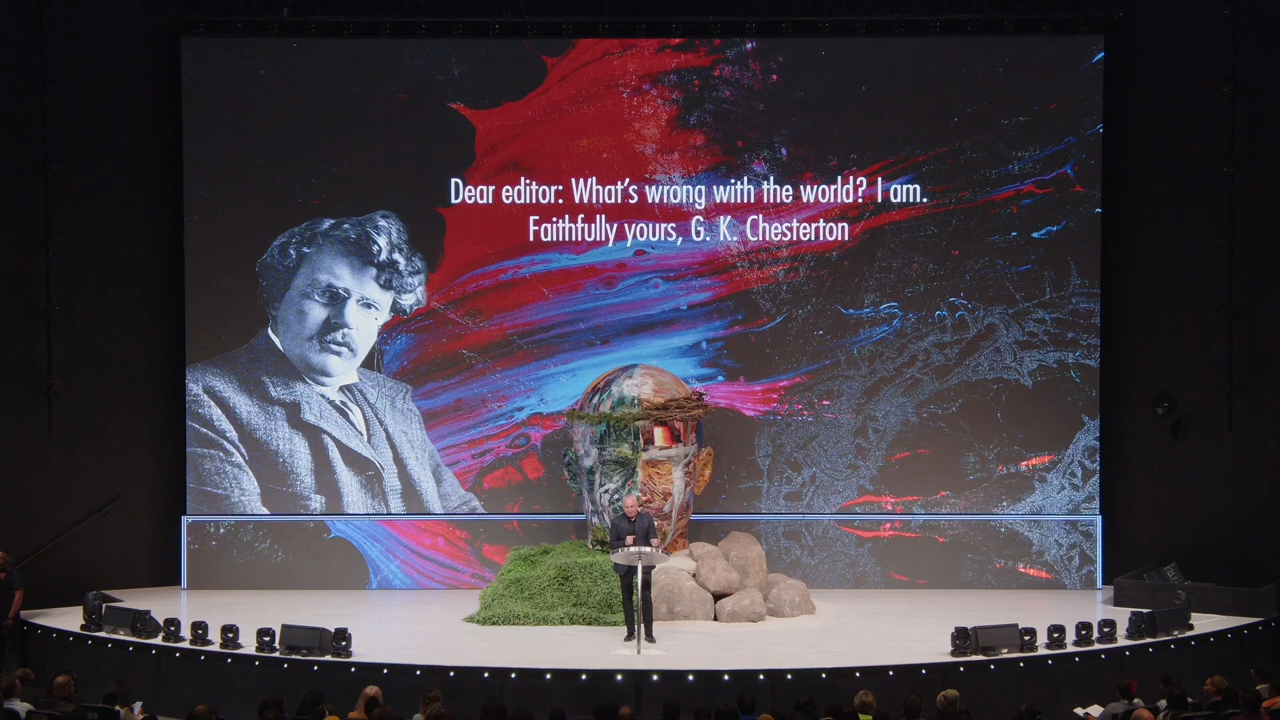 Dear editor: What's wrong with the world? I am.
Faithfully yours, G. K. Chesterton